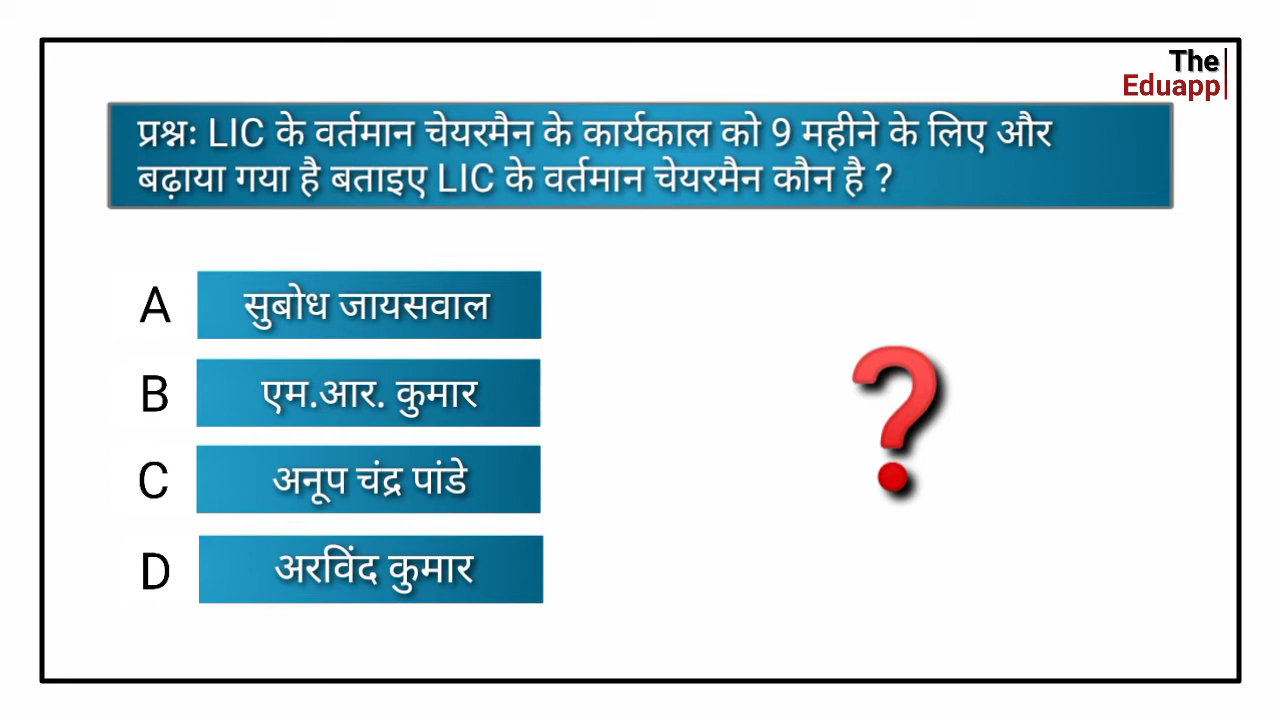 The
Eduapp
प्रश्नः LIC के वर्तमान चेयरमैन के कार्यकाल को 9 महीने के लिए और
बढ़ाया गया है बताइए LIC के वर्तमान चेयरमैन कौन है ?
A सुबोध जायसवाल
B एम.आर. कुमार
C अनूप चंद्र पांडे
D अरविंद कुमार